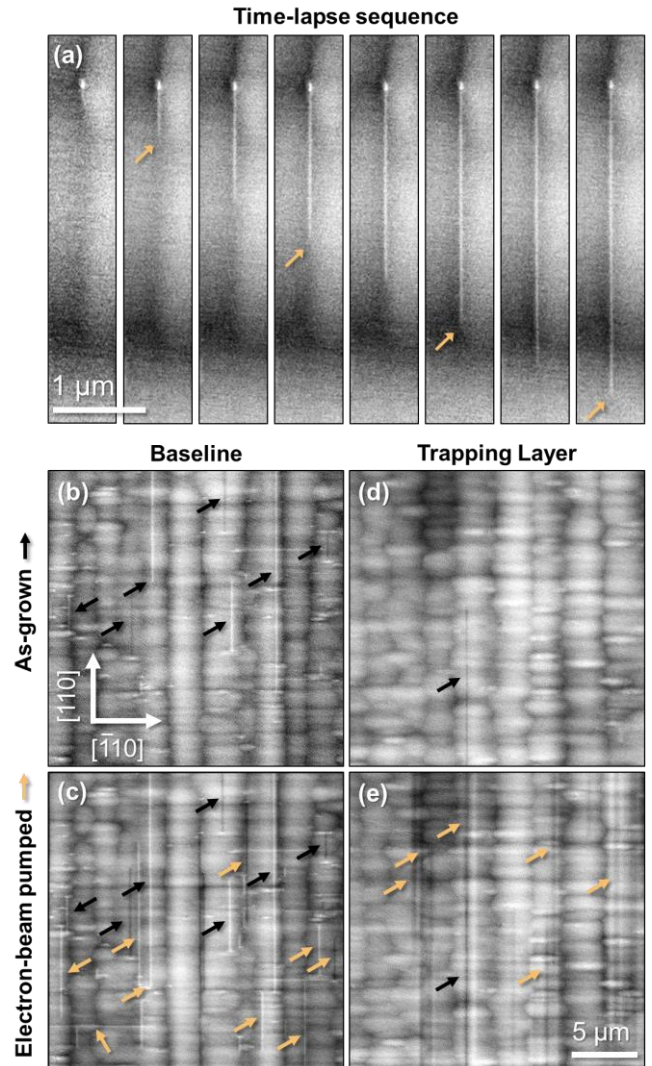 Time-lapse sequence
(a)
1 μm
Baseline
Trapping Layer
As-grown
(b)
(d)
[110]
[1̄10]
Electron-beam pumped
(c)
(e)
5 μm